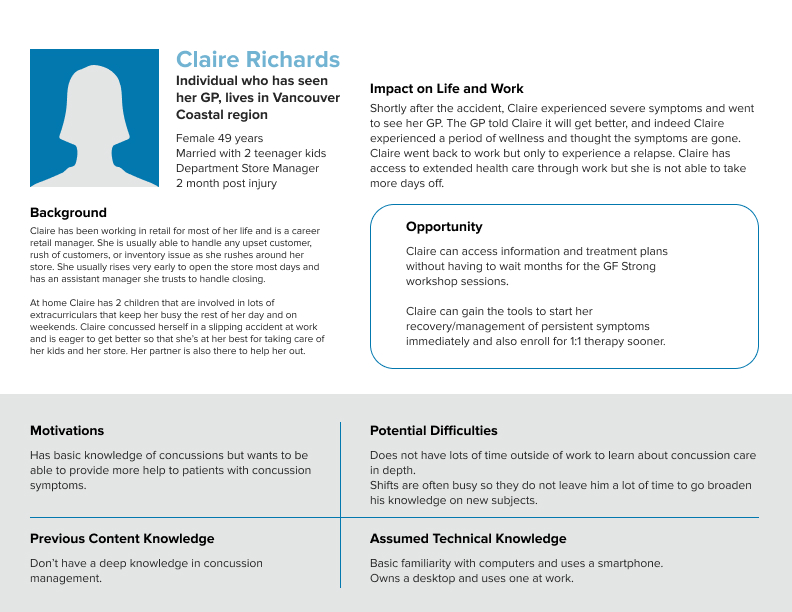 Claire Richards
Individual who has seen
her GP, lives in Vancouver
Coastal region
Female 49 years
Married with 2 teenager kids
Department Store Manager
2 month post injury
Background
Claire has been working in retail for most of her life and is a career
retail manager. She is usually able to handle any upset customer,
rush of customers, or inventory issue as she rushes around her
store. She usually rises very early to open the store most days and
has an assistant manager she trusts to handle closing.
At home Claire has 2 children that are involved in lots of
extracurriculars that keep her busy the rest of her day and on
weekends. Claire concussed herself in a slipping accident at work
and is eager to get better so that she's at her best for taking care of
her kids and her store. Her partner is also there to help her out.
Impact on Life and Work
Shortly after the accident, Claire experienced severe symptoms and went
to see her GP. The GP told Claire it will get better, and indeed Claire
experienced a period of wellness and thought the symptoms are gone.
Claire went back to work but only to experience a relapse. Claire has
access to extended health care through work but she is not able to take
more days off.
Opportunity
Claire can access information and treatment plans
without having to wait months for the GF Strong
workshop sessions.
Claire can gain the tools to start her
recovery/management of persistent symptoms
immediately and also enroll for 1:1 therapy sooner.
Motivations
Has basic knowledge of concussions but wants to be
able to provide more help to patients with concussion
symptoms.
Potential Difficulties
Does not have lots of time outside of work to learn about concussion care
in depth.
Shifts are often busy so they do not leave him a lot of time to go broaden
his knowledge on new subjects.
Previous Content Knowledge
Don't have a deep knowledge in concussion
management.
Assumed Technical Knowledge
Basic familiarity with computers and uses a smartphone.
Owns a desktop and uses one at work.